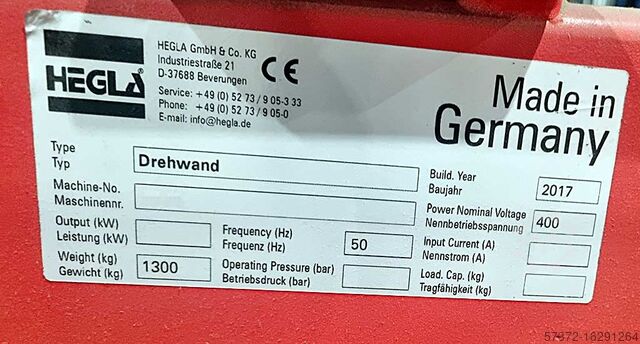 HEGLA
HEGLA GmbH & Co. KG
Industriestraße 21
D-37688 Beverungen
Service: +49 (0) 52 73 / 9 05-3 33
Phone: +49 (0) 52 73 / 9 05-0
E-mail: info@hegla.de
CE
Made in
Germany
Type
Typ
Drehwand
Build. Year
Baujahr
2017
Machine-No.
Maschinennr.
Power Nominal Voltage
Nennbetriebsspannung
400
Output (kW)
Leistung (kW)
Frequency (Hz)
Frequenz (Hz)
50
Input Current (A)
Nennstrom (A)
Weight (kg)
Gewicht (kg)
1300
Operating Pressure (bar)
Betriebsdruck (bar)
Load. Cap. (kg)
Tragfähigkeit (kg)
57372-16291264